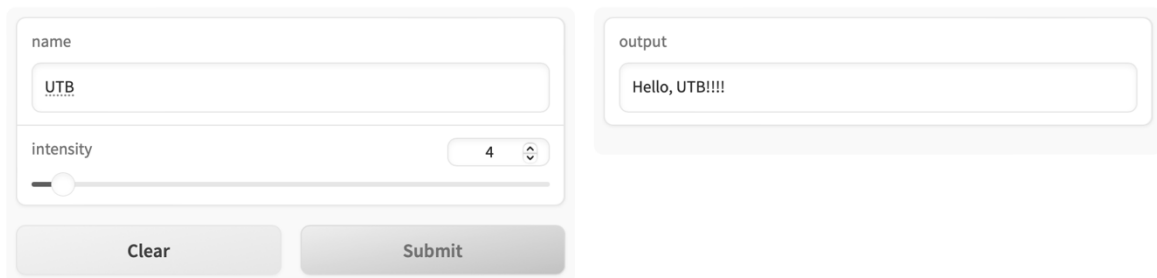 name
UTB
intensity
4
Clear
Submit
output
Hello, UTB!!!!